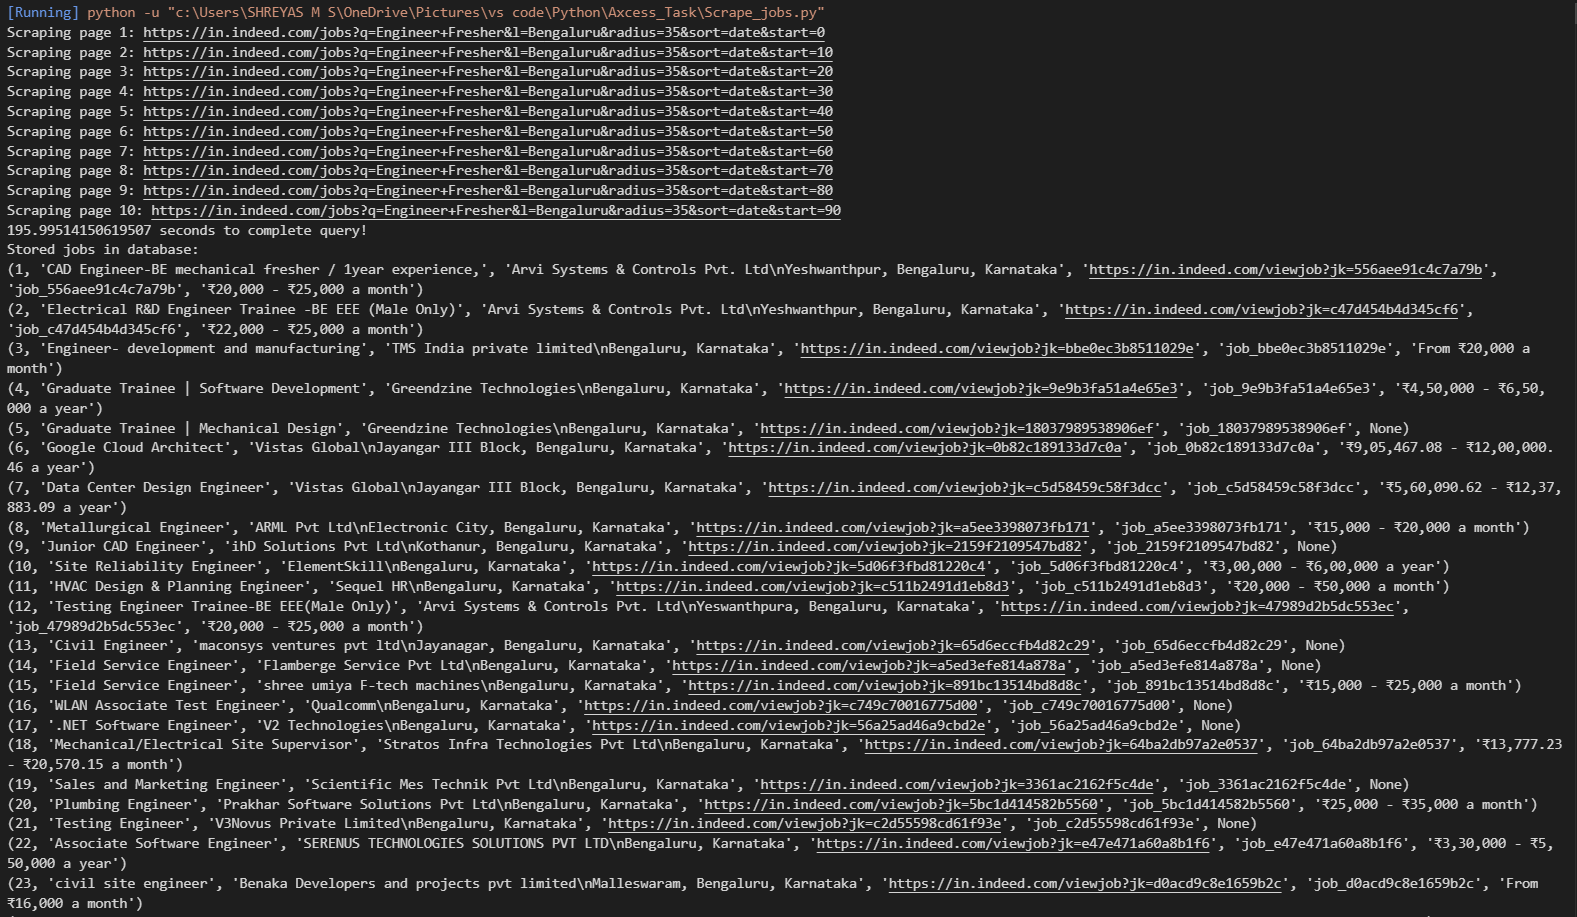 [Running] python -u "c:\Users\SHREYAS M S\OneDrive\Pictures\vs code\Python\Axcess_Task\Scrape_jobs.py"
Scraping page 1: https://in.indeed.com/jobs?q=Engineer+Fresher&l=Bengaluru&radius=35&sort=date&start=0
Scraping page 2: https://in.indeed.com/jobs?q=Engineer+Fresher&l=Bengaluru&radius=35&sort=date&start=10
Scraping page 3: https://in.indeed.com/jobs?q=Engineer+Fresher&l=Bengaluru&radius=35&sort=date&start=20
Scraping page 4: https://in.indeed.com/jobs?q=Engineer+Fresher&l=Bengaluru&radius=35&sort=date&start=30
Scraping page 5: https://in.indeed.com/jobs?q=Engineer+Fresher&l=Bengaluru&radius=35&sort=date&start=40
Scraping page 6: https://in.indeed.com/jobs?q=Engineer+Fresher&l=Bengaluru&radius=35&sort=date&start=50
Scraping page 7: https://in.indeed.com/jobs?q=Engineer+Fresher&l=Bengaluru&radius=35&sort=date&start=60
Scraping page 8: https://in.indeed.com/jobs?q=Engineer+Fresher&l=Bengaluru&radius=35&sort=date&start=70
Scraping page 9: https://in.indeed.com/jobs?q=Engineer+Fresher&l=Bengaluru&radius=35&sort=date&start=80
Scraping page 10: https://in.indeed.com/jobs?q=Engineer+Fresher&l=Bengaluru&radius=35&sort=date&start=90
195.99514150619507 seconds to complete query!
Stored jobs in database:
(1, 'CAD Engineer-BE mechanical fresher / 1year experience,', 'Arvi Systems & Controls Pvt. Ltd\nYeshwanthpur, Bengaluru, Karnataka', 'https://in.indeed.com/viewjob?jk=556aee91c4c7a79b',
'job_556aee91c4c7a79b', '₹20,000 - ₹25,000 a month')
(2, 'Electrical R&D Engineer Trainee -BE EEE (Male Only)', 'Arvi Systems & Controls Pvt. Ltd\nYeshwanthpur, Bengaluru, Karnataka', 'https://in.indeed.com/viewjob?jk=c47d454b4d345cf6',
'job_c47d454b4d345cf6', '₹22,000 - ₹25,000 a month')
(3, 'Engineer- development and manufacturing', 'TMS India private limited\nBengaluru, Karnataka', 'https://in.indeed.com/viewjob?jk=bbe0ec3b8511029e', 'job_bbe0ec3b8511029e', 'From ₹20,000 a
month')
(4, 'Graduate Trainee | Software Development', 'Greendzine Technologies\nBengaluru, Karnataka', 'https://in.indeed.com/viewjob?jk=9e9b3fa51a4e65e3', 'job_9e9b3fa51a4e65e3', '₹4,50,000 - ₹6,50,
000 a year')
(5, 'Graduate Trainee | Mechanical Design', 'Greendzine Technologies\nBengaluru, Karnataka', 'https://in.indeed.com/viewjob?jk=18037989538906ef', 'job_18037989538906ef', None)
(6, 'Google Cloud Architect', 'Vistas Global\nJayangar III Block, Bengaluru, Karnataka', 'https://in.indeed.com/viewjob?jk=0b82c189133d7c0a', 'job_0b82c189133d7c0a', '₹9,05,467.08 - ₹12,00,000.
46 a year')
(7, 'Data Center Design Engineer', 'Vistas Global\nJayangar III Block, Bengaluru, Karnataka', 'https://in.indeed.com/viewjob?jk=c5d58459c58f3dcc', 'job_c5d58459c58f3dcc', '₹5,60,090.62 - ₹12,37,
883.09 a year')
(8, 'Metallurgical Engineer', 'ARML Pvt Ltd\nElectronic City, Bengaluru, Karnataka', 'https://in.indeed.com/viewjob?jk=a5ee3398073fb171', 'job_a5ee3398073fb171', '₹15,000 - ₹20,000 a month')
(9, 'Junior CAD Engineer', 'ihD Solutions Pvt Ltd\nKothanur, Bengaluru, Karnataka', 'https://in.indeed.com/viewjob?jk=2159f2109547bd82', 'job_2159f2109547bd82', None)
(10, 'Site Reliability Engineer', 'ElementSkill\nBengaluru, Karnataka', 'https://in.indeed.com/viewjob?jk=5d06f3fbd81220c4', 'job_5d06f3fbd81220c4', '₹3,00,000 - ₹6,00,000 a year')
(11, 'HVAC Design & Planning Engineer', 'Sequel HR\nBengaluru, Karnataka', 'https://in.indeed.com/viewjob?jk=c511b2491d1eb8d3', 'job_c511b2491d1eb8d3', '₹20,000 - ₹50,000 a month')
(12, 'Testing Engineer Trainee-BE EEE(Male Only)', 'Arvi Systems & Controls Pvt. Ltd\nYeswanthpura, Bengaluru, Karnataka', 'https://in.indeed.com/viewjob?jk=47989d2b5dc553ec',
'job_47989d2b5dc553ec', '₹20,000 - ₹25,000 a month')
(13, 'Civil Engineer', 'maconsys ventures pvt ltd\nJayanagar, Bengaluru, Karnataka', 'https://in.indeed.com/viewjob?jk=65d6eccfb4d82c29', 'job_65d6eccfb4d82c29', None)
(14, 'Field Service Engineer', 'Flamberge Service Pvt Ltd\nBengaluru, Karnataka', 'https://in.indeed.com/viewjob?jk=a5ed3efe814a878a', 'job_a5ed3efe814a878a', None)
(15, 'Field Service Engineer', 'shree umiya F-tech machines\nBengaluru, Karnataka', 'https://in.indeed.com/viewjob?jk=891bc13514bd8d8c', 'job_891bc13514bd8d8c', '₹15,000 - ₹25,000 a month')
(16, 'WLAN Associate Test Engineer', 'Qualcomm\nBengaluru, Karnataka', 'https://in.indeed.com/viewjob?jk=c749c70016775d00', 'job_c749c70016775d00', None)
(17, '.NET Software Engineer', 'V2 Technologies\nBengaluru, Karnataka', 'https://in.indeed.com/viewjob?jk=56a25ad46a9cbd2e', 'job_56a25ad46a9cbd2e', None)
(18, 'Mechanical/Electrical Site Supervisor', 'Stratos Infra Technologies Pvt Ltd\nBengaluru, Karnataka', 'https://in.indeed.com/viewjob?jk=64ba2db97a2e0537', 'job_64ba2db97a2e0537', '₹13,777.23
- ₹20,570.15 a month')
(19, 'Sales and Marketing Engineer', 'Scientific Mes Technik Pvt Ltd\nBengaluru, Karnataka', 'https://in.indeed.com/viewjob?jk=3361ac2162f5c4de', 'job_3361ac2162f5c4de', None)
(20, 'Plumbing Engineer', 'Prakhar Software Solutions Pvt Ltd\nBengaluru, Karnataka', 'https://in.indeed.com/viewjob?jk=5bc1d414582b5560', 'job_5bc1d414582b5560', '₹25,000 - ₹35,000 a month')
(21, 'Testing Engineer', 'V3Novus Private Limited\nBengaluru, Karnataka', 'https://in.indeed.com/viewjob?jk=c2d55598cd61f93e', 'job_c2d55598cd61f93e', None)
(22, 'Associate Software Engineer', 'SERENUS TECHNOLOGIES SOLUTIONS PVT LTD\nBengaluru, Karnataka', 'https://in.indeed.com/viewjob?jk=e47e471a60a8b1f6', 'job_e47e471a60a8b1f6', '₹3,30,000 - ₹5,
50,000 a year')
(23, 'civil site engineer', 'Benaka Developers and projects pvt limited\nMalleswaram, Bengaluru, Karnataka', 'https://in.indeed.com/viewjob?jk=d0acd9c8e1659b2c', 'job_d0acd9c8e1659b2c', 'From
₹16,000 a month')